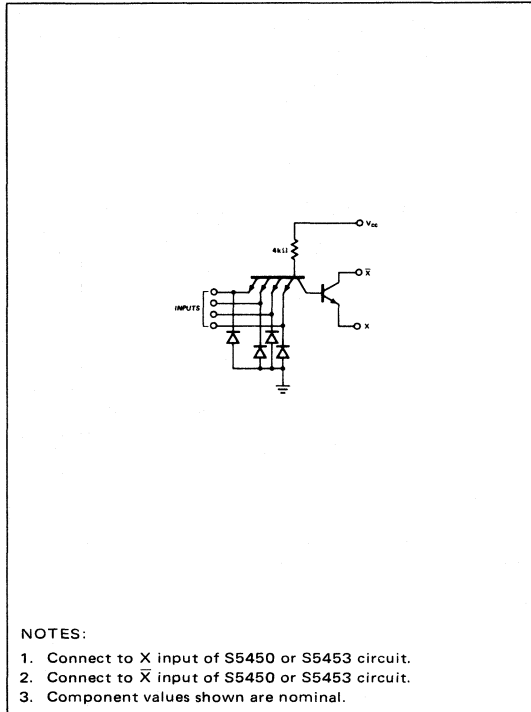 V_CC
4kΩ
X̄
INPUTS
X
NOTES:
1. Connect to X input of S5450 or S5453 circuit.
2. Connect to X̄ input of S5450 or S5453 circuit.
3. Component values shown are nominal.